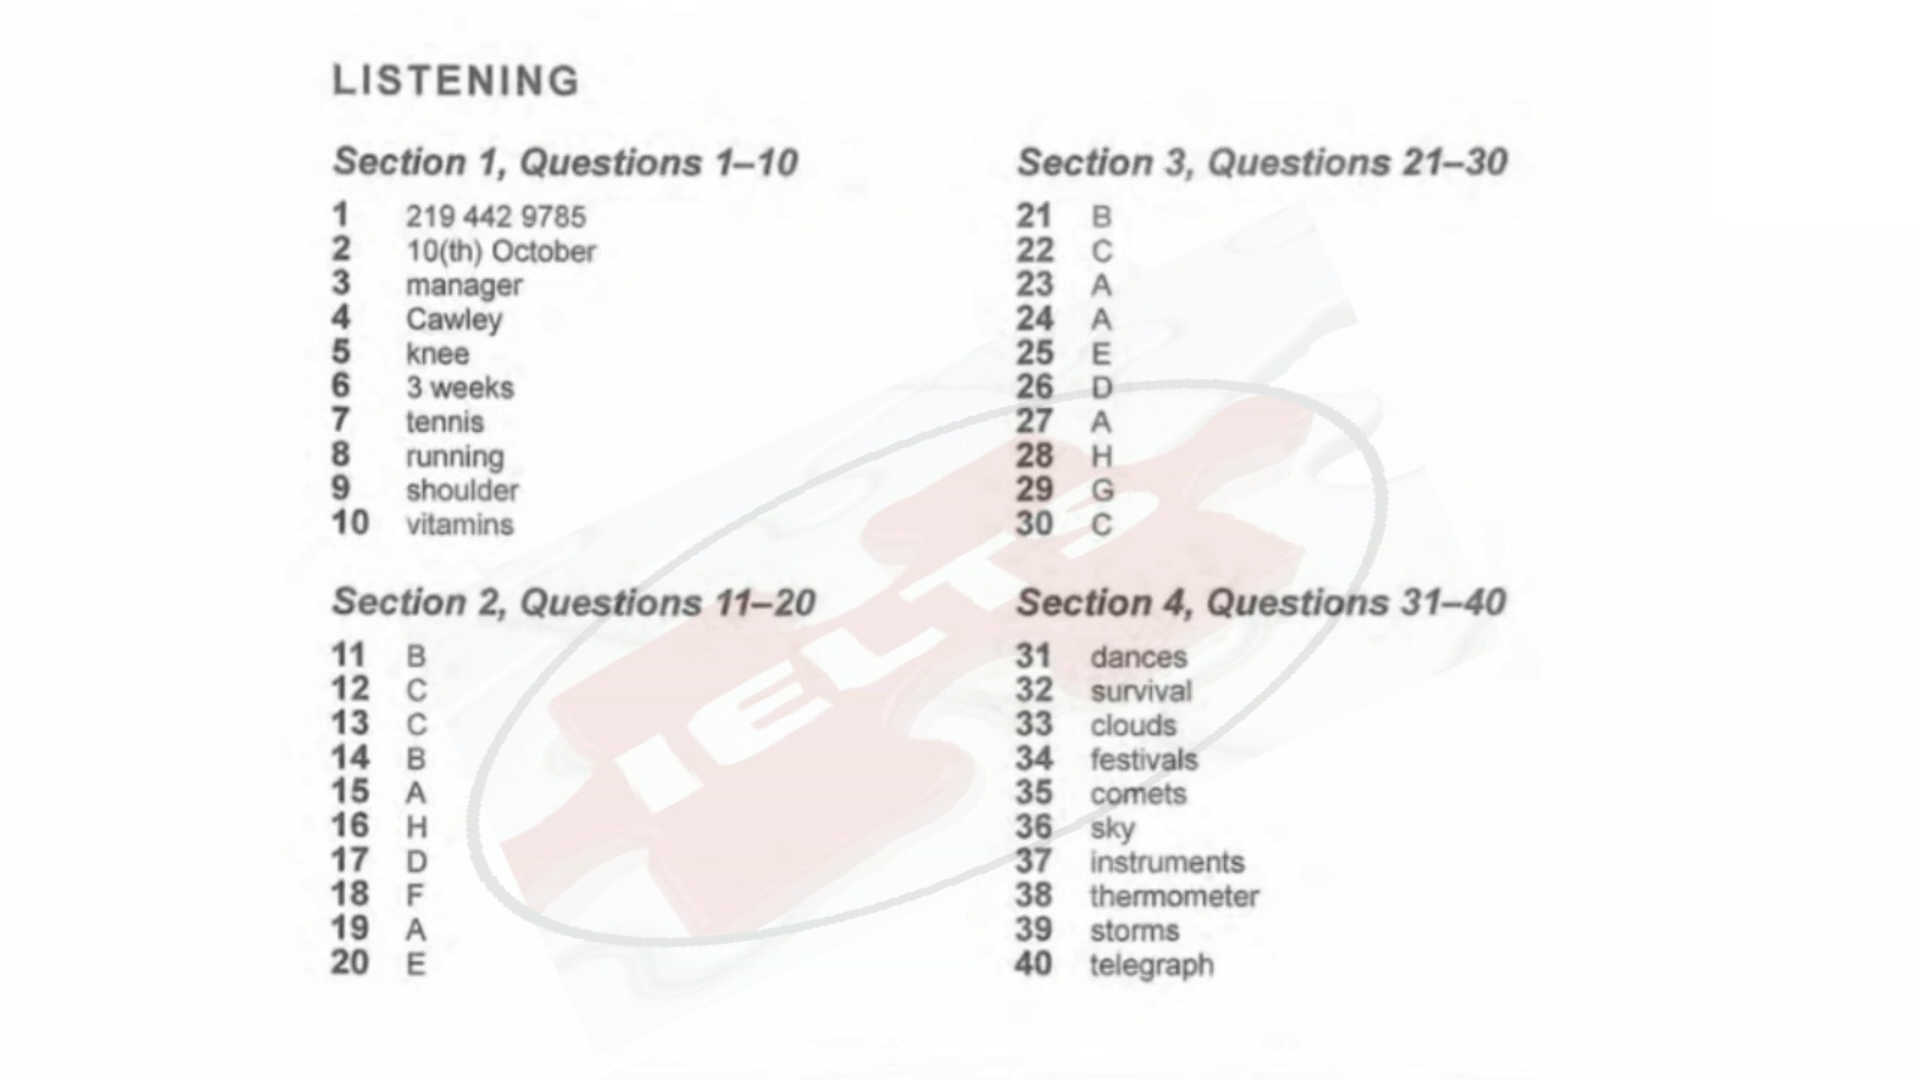 LISTENING
Section 1, Questions 1–10
1 219 442 9785
2 10(th) October
3 manager
4 Cawley
5 knee
6 3 weeks
7 tennis
8 running
9 shoulder
10 vitamins
Section 2, Questions 11–20
11 B
12 C
13 C
14 B
15 A
16 H
17 D
18 F
19 A
20 E
Section 3, Questions 21–30
21 B
22 C
23 A
24 A
25 E
26 D
27 A
28 H
29 G
30 C
Section 4, Questions 31–40
31 dances
32 survival
33 clouds
34 festivals
35 comets
36 sky
37 instruments
38 thermometer
39 storms
40 telegraph
IELTS